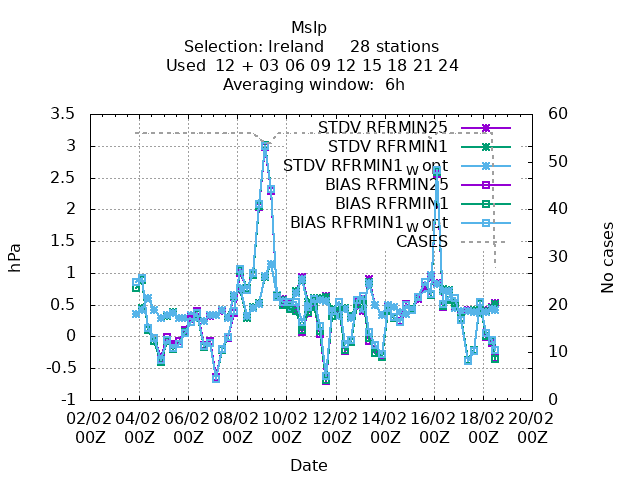 Mslp
Selection: Ireland 28 stations
Used 12 + 03 06 09 12 15 18 21 24
Averaging window: 6h
3.5
3
2.5
2
1.5
1
0.5
0
-0.5
-1
hPa
60
50
40
30
20
10
0
No cases
STDV RFRMIN25
STDV RFRMIN1
STDV RFRMIN1_W opt
BIAS RFRMIN25
BIAS RFRMIN1
BIAS RFRMIN1_W opt
CASES
02/02 04/02 06/02 08/02 10/02 12/02 14/02 16/02 18/02 20/02
00Z 00Z 00Z 00Z 00Z 00Z 00Z 00Z 00Z 00Z
Date